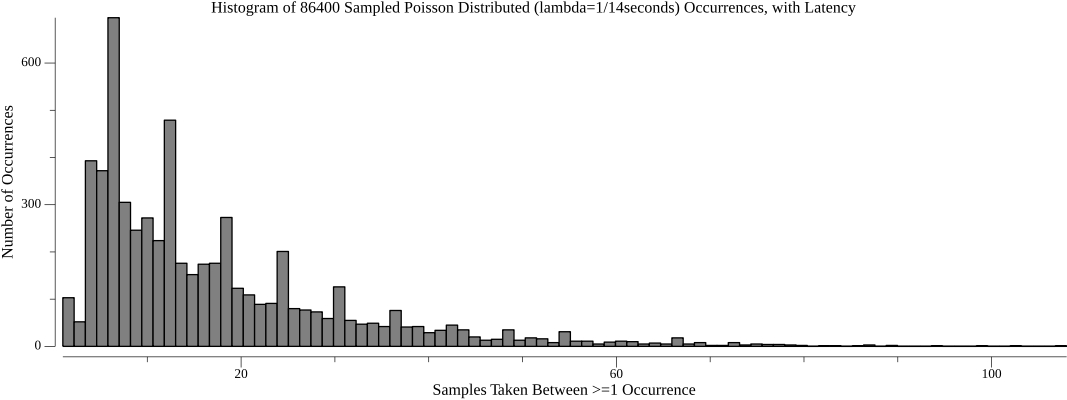 Histogram of 86400 Sampled Poisson Distributed (lambda=1/14seconds) Occurrences, with Latency
Number of Occurrences
600
300
0
20
60
100
Samples Taken Between >=1 Occurrence